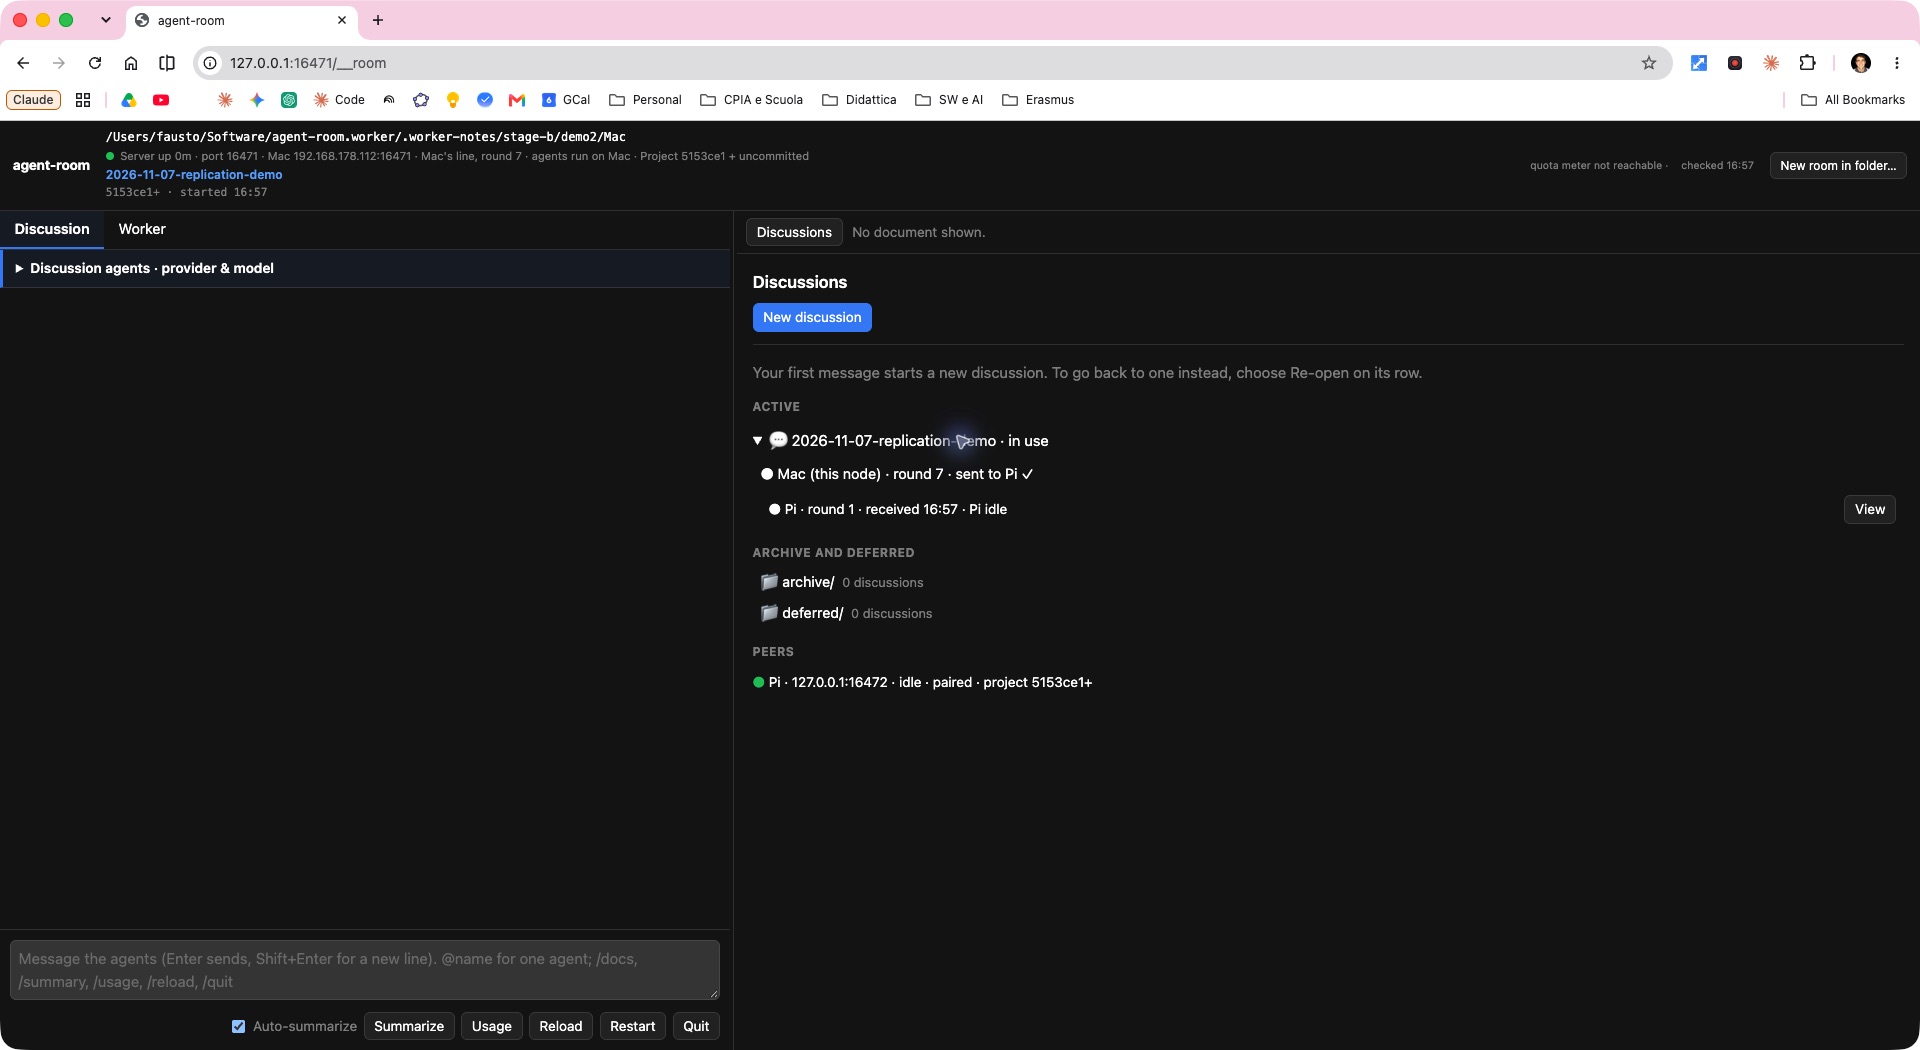 agent-room
127.0.0.1:16471/__room
Claude
Code
GCal
Personal
CPIA e Scuola
Didattica
SW e AI
Erasmus
All Bookmarks
agent-room
/Users/fausto/Software/agent-room.worker/.worker-notes/stage-b/demo2/Mac
Server up 0m · port 16471 · Mac 192.168.178.112:16471 · Mac's line, round 7 · agents run on Mac · Project 5153ce1 + uncommitted
2026-11-07-replication-demo
5153ce1+ · started 16:57
quota meter not reachable · checked 16:57
New room in folder...
Discussion
Worker
Discussion agents · provider & model
Discussions
No document shown.
Discussions
New discussion
Your first message starts a new discussion. To go back to one instead, choose Re-open on its row.
ACTIVE
2026-11-07-replication-demo · in use
Mac (this node) · round 7 · sent to Pi ✓
Pi · round 1 · received 16:57 · Pi idle
View
ARCHIVE AND DEFERRED
archive/ 0 discussions
deferred/ 0 discussions
PEERS
Pi · 127.0.0.1:16472 · idle · paired · project 5153ce1+
Message the agents (Enter sends, Shift+Enter for a new line). @name for one agent; /docs,
/summary, /usage, /reload, /quit
Auto-summarize
Summarize
Usage
Reload
Restart
Quit